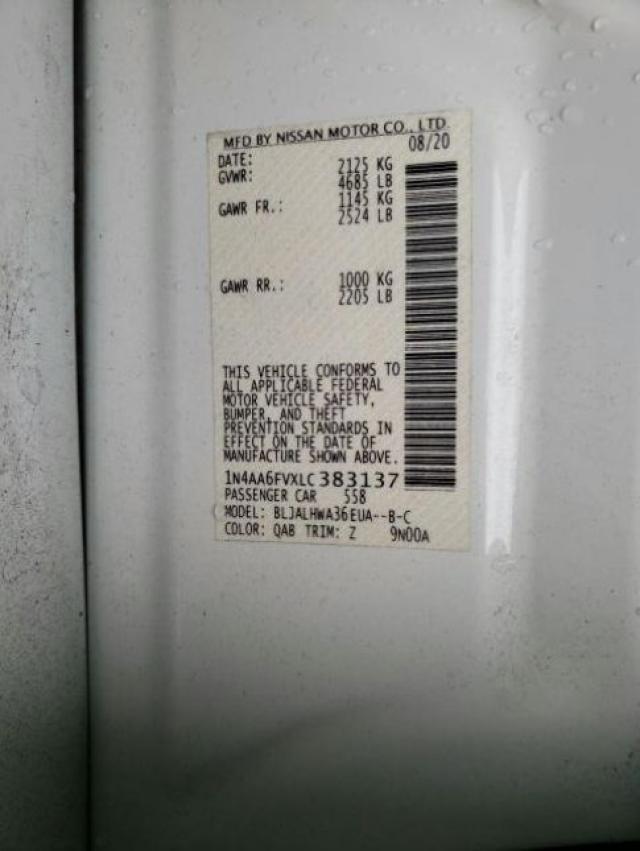 MFD BY NISSAN MOTOR CO., LTD.
DATE: 08/20
GVWR: 2125 KG
4685 LB
GAWR FR.: 1145 KG
2524 LB
GAWR RR.: 1000 KG
2205 LB
THIS VEHICLE CONFORMS TO
ALL APPLICABLE FEDERAL
MOTOR VEHICLE SAFETY,
BUMPER, AND THEFT
PREVENTION STANDARDS IN
EFFECT ON THE DATE OF
MANUFACTURE SHOWN ABOVE.
1N4AA6FVXLC383137
PASSENGER CAR 558
MODEL: BLJALHWA36EUA--B-C
COLOR: QAB TRIM: Z 9N00A